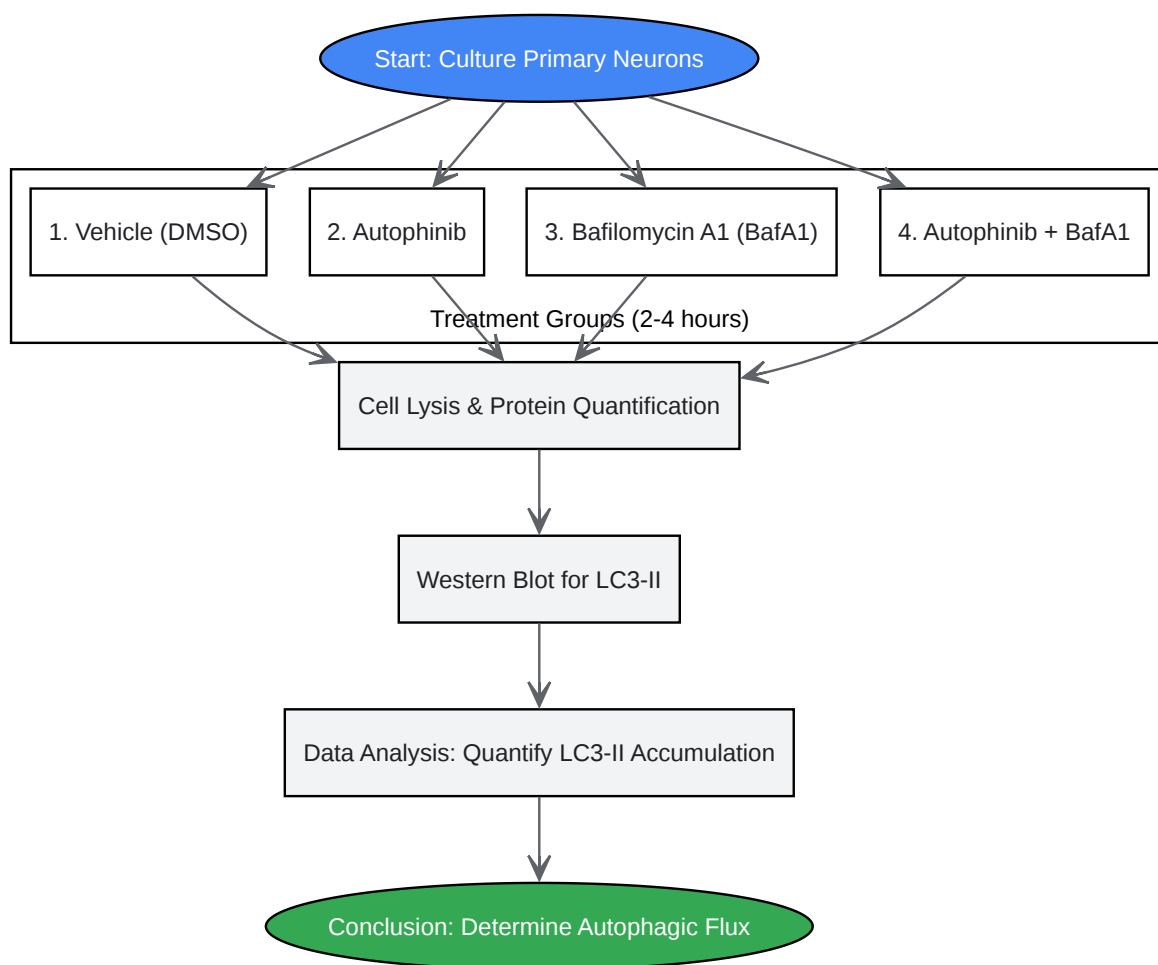 Start: Culture Primary Neurons
1. Vehicle (DMSO)
2. Autophinib
3. Bafilomycin A1 (BafA1)
4. Autophinib + BafA1
Treatment Groups (2-4 hours)
Cell Lysis & Protein Quantification
Western Blot for LC3-II
Data Analysis: Quantify LC3-II Accumulation
Conclusion: Determine Autophagic Flux